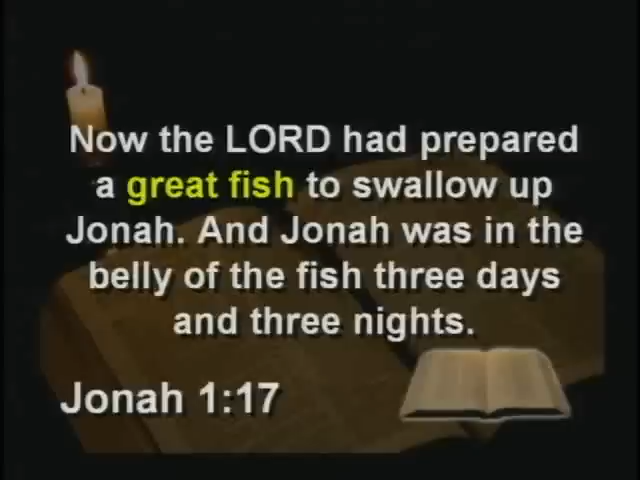 Now the LORD had prepared
a great fish to swallow up
Jonah. And Jonah was in the
belly of the fish three days
and three nights.
Jonah 1:17